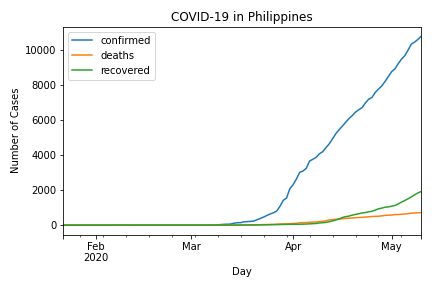 COVID-19 in Philippines
confirmed
deaths
recovered
Number of Cases
10000
8000
6000
4000
2000
0
Feb Mar Apr May
2020
Day